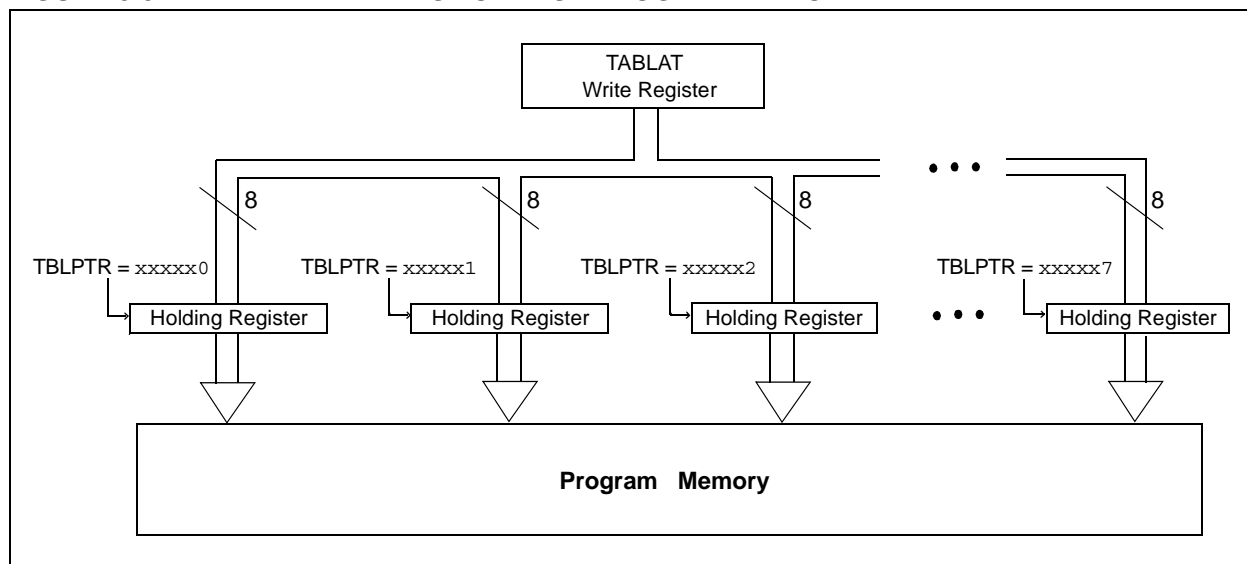 TABLAT
Write Register
8 8 8 8
TBLPTR = xxxxx0 TBLPTR = xxxxx1 TBLPTR = xxxxx2 TBLPTR = xxxxx7
Holding Register Holding Register Holding Register Holding Register
Program Memory